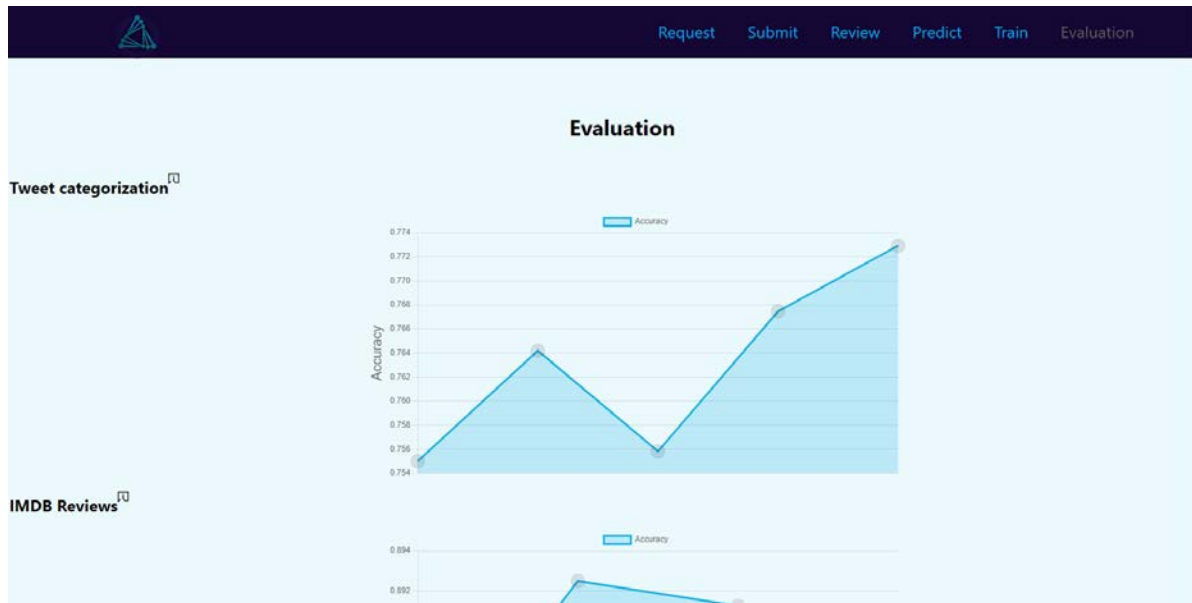 Request Submit Review Predict Train Evaluation
Evaluation
Tweet categorization
Accuracy
0.774
0.772
0.770
0.768
0.766
0.764
0.762
0.760
0.758
0.756
0.754
Accuracy
IMDB Reviews
Accuracy
0.894
0.892